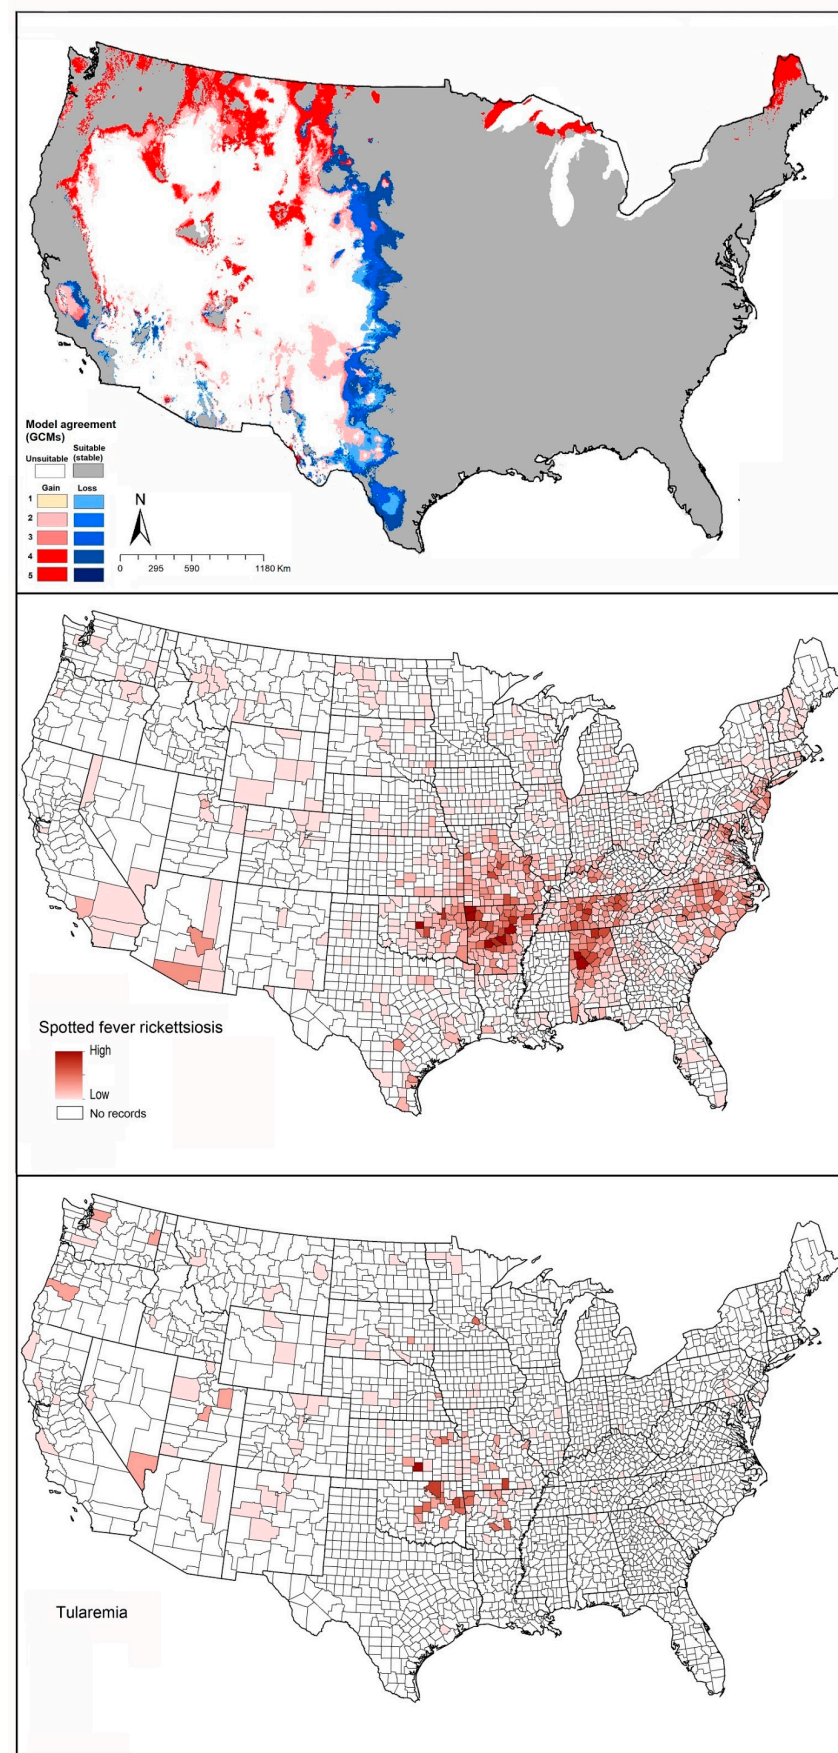 Model agreement
(GCMs)
Unsuitable
Suitable
(stable)
Gain Loss
1
2
3
4
5
N
0 295 590 1180 Km
Spotted fever rickettsiosis
High
Low
No records
Tularemia